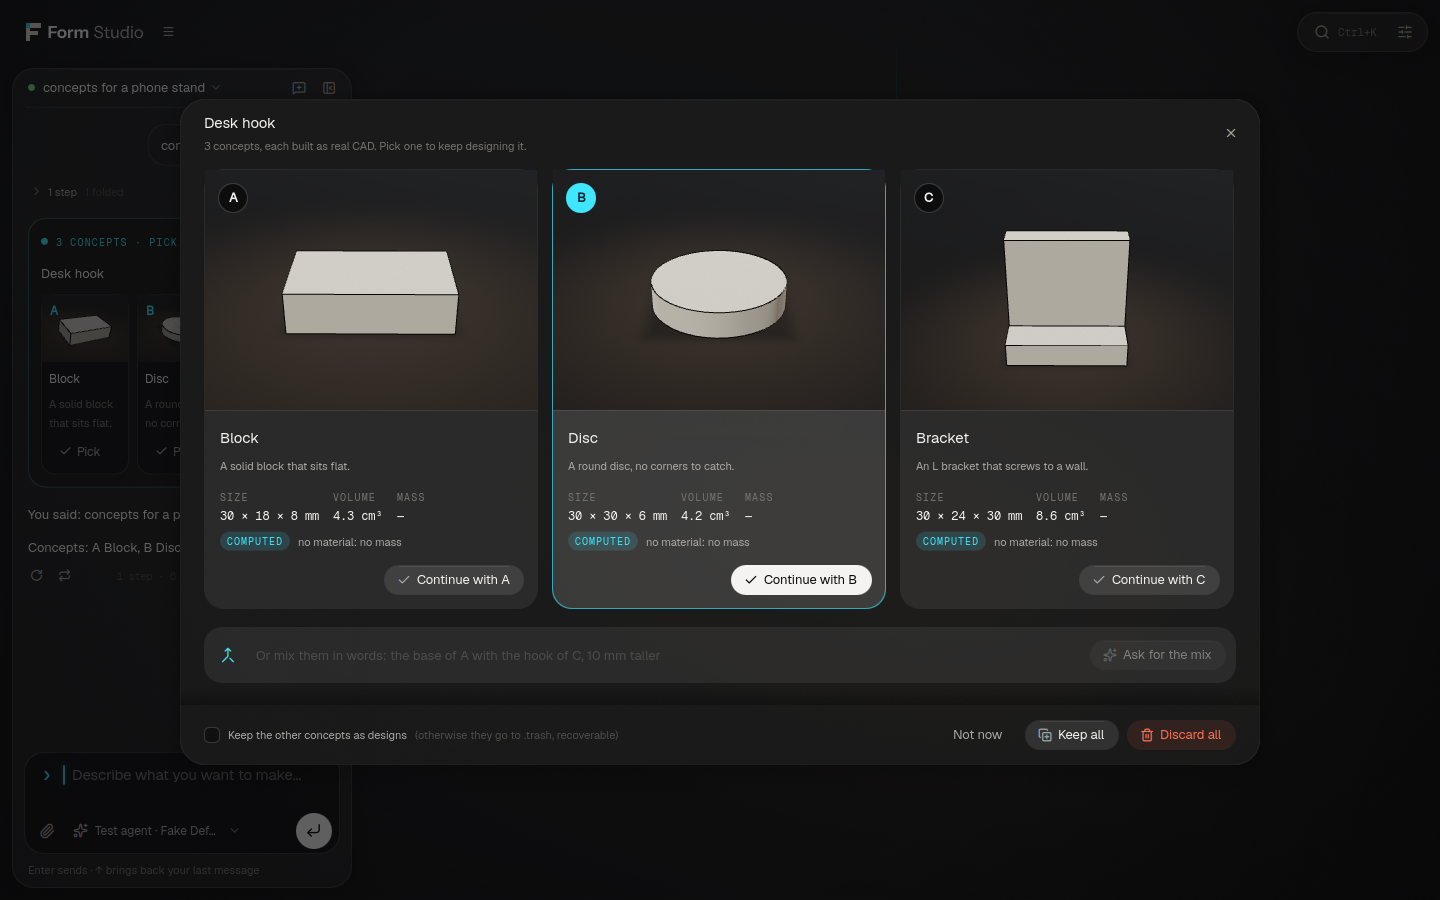 Form Studio
Ctrl+K
concepts for a phone stand
Desk hook
3 concepts, each built as real CAD. Pick one to keep designing it.
con
1 step 1 folded
3 CONCEPTS · PICK
Desk hook
A
B
Block
Disc
A solid block
that sits flat.
A roun
no corn
Pick
P
You said: concepts for a p
Concepts: A Block, B Disc
1 step ·
A
B
C
Block
A solid block that sits flat.
SIZE VOLUME MASS
30 × 18 × 8 mm 4.3 cm³ –
COMPUTED no material: no mass
Continue with A
Disc
A round disc, no corners to catch.
SIZE VOLUME MASS
30 × 30 × 6 mm 4.2 cm³ –
COMPUTED no material: no mass
Continue with B
Bracket
An L bracket that screws to a wall.
SIZE VOLUME MASS
30 × 24 × 30 mm 8.6 cm³ –
COMPUTED no material: no mass
Continue with C
Or mix them in words: the base of A with the hook of C, 10 mm taller
Ask for the mix
Keep the other concepts as designs (otherwise they go to .trash, recoverable)
Not now
Keep all
Discard all
Describe what you want to make...
Test agent · Fake Def...
Enter sends · ↑ brings back your last message